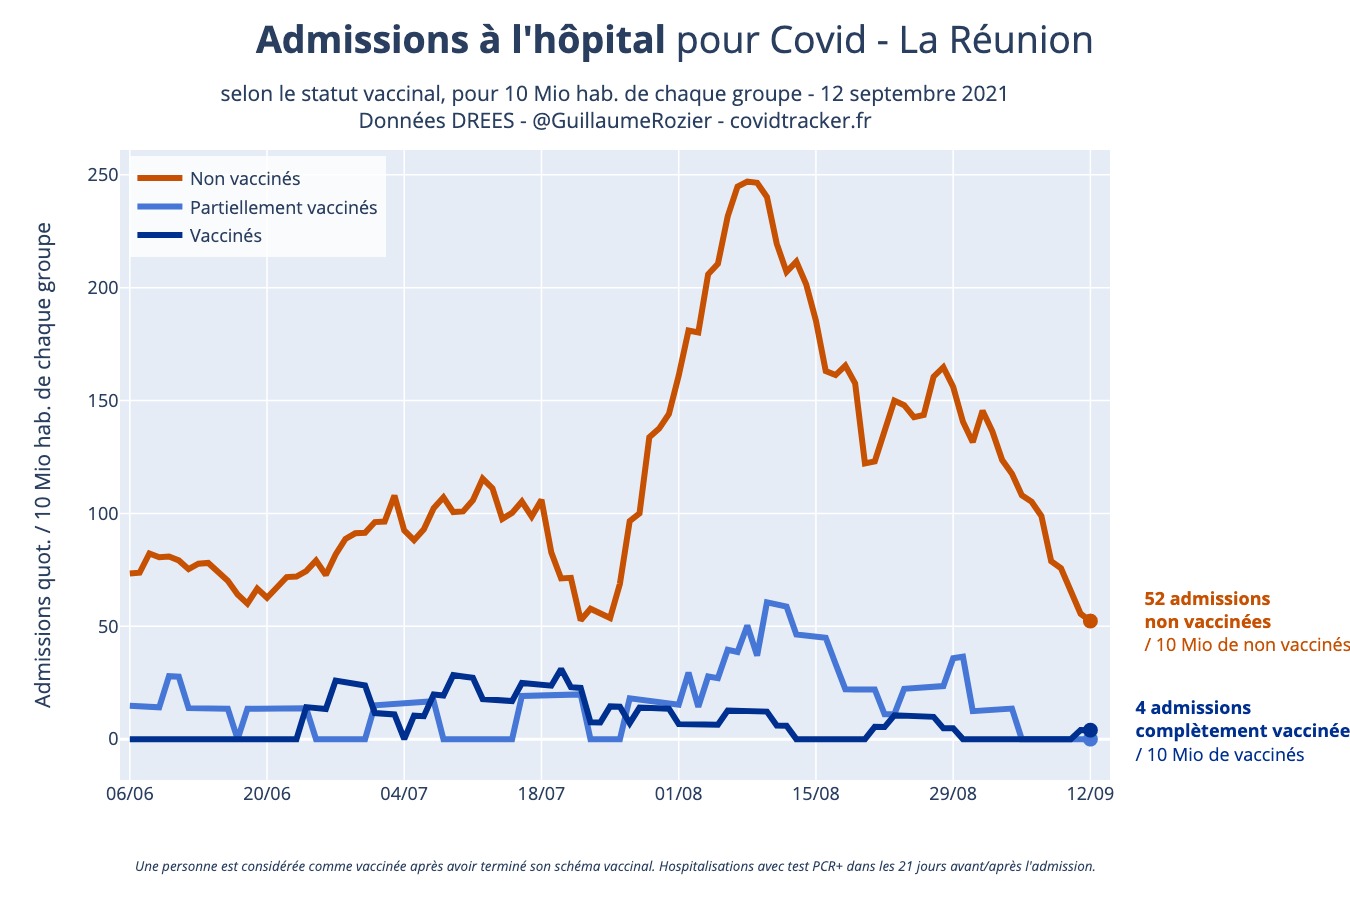 Admissions à l'hôpital pour Covid - La Réunion
selon le statut vaccinal, pour 10 Mio hab. de chaque groupe - 12 septembre 2021
Données DREES - @GuillaumeRozier - covidtracker.fr
Non vaccinés
Partiellement vaccinés
Vaccinés
Admissions quot. / 10 Mio hab. de chaque groupe
250
200
150
100
50
0
06/06 20/06 04/07 18/07 01/08 15/08 29/08 12/09
52 admissions
non vaccinées
/ 10 Mio de non vaccinés
4 admissions
complètement vaccinée
/ 10 Mio de vaccinés
Une personne est considérée comme vaccinée après avoir terminé son schéma vaccinal. Hospitalisations avec test PCR+ dans les 21 jours avant/après l'admission.